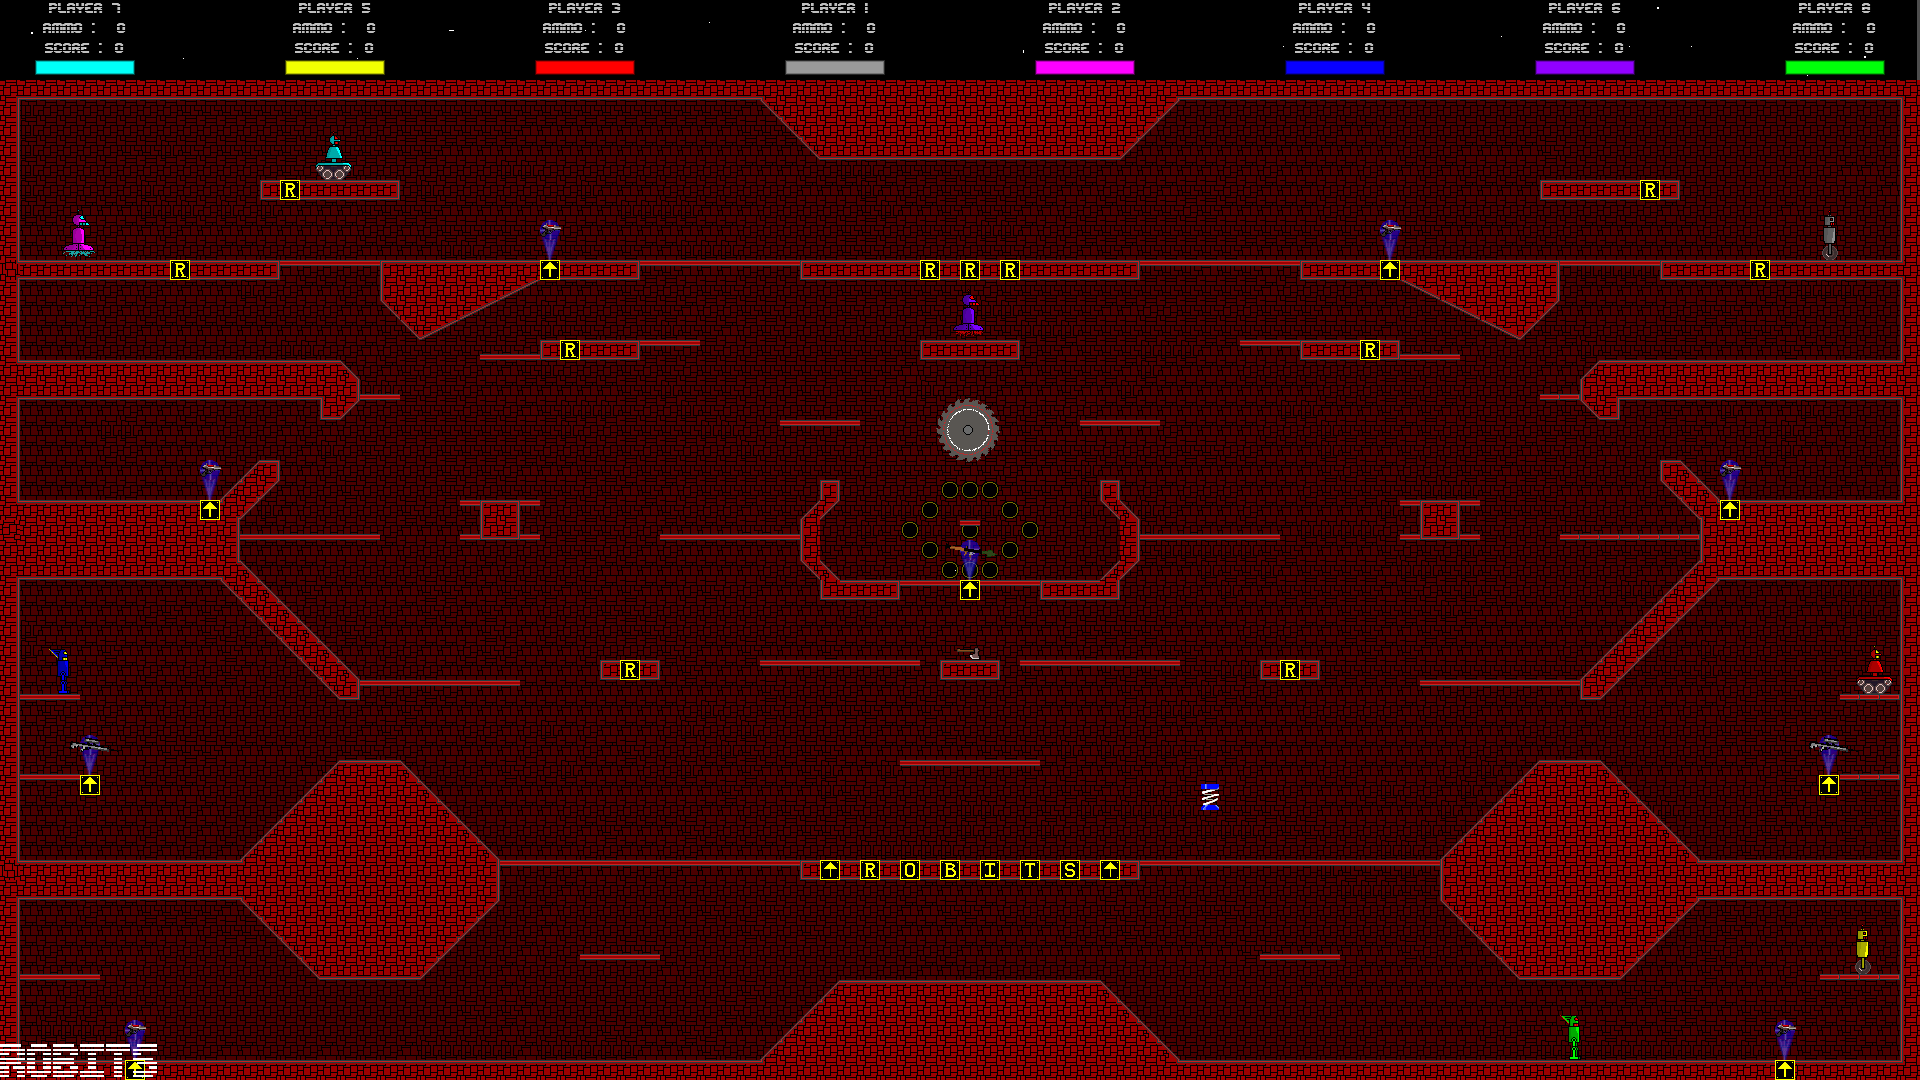 PLAYER 7 PLAYER 5 PLAYER 3 PLAYER 1 PLAYER 2 PLAYER 4 PLAYER 6 PLAYER 8
AMMO : 0 AMMO : 0 AMMO : 0 AMMO : 0 AMMO : 0 AMMO : 0 AMMO : 0 AMMO : 0
SCORE : 0 SCORE : 0 SCORE : 0 SCORE : 0 SCORE : 0 SCORE : 0 SCORE : 0 SCORE : 0
R R
R R R R R
R R
R R
R O B I T S
ROBITS